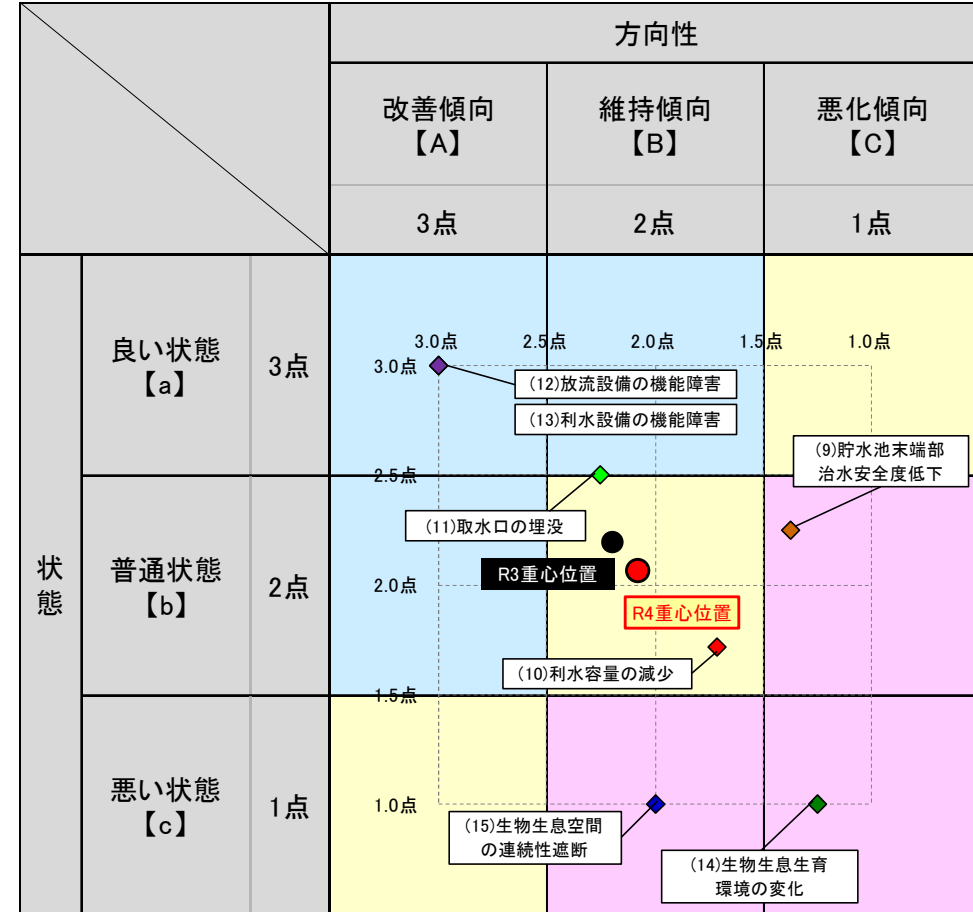 方向性
改善傾向
【A】
維持傾向
【B】
悪化傾向
【C】
3点
2点
1点
状態
良い状態
【a】
3点
普通状態
【b】
2点
悪い状態
【c】
1点
3.0点
2.5点
2.0点
1.5点
1.0点
3.0点
2.5点
2.0点
1.5点
1.0点
(12)放流設備の機能障害
(13)利水設備の機能障害
(9)貯水池末端部
治水安全度低下
(11)取水口の埋没
R3重心位置
R4重心位置
(10)利水容量の減少
(15)生物生息空間
の連続性遮断
(14)生物生息生育
環境の変化